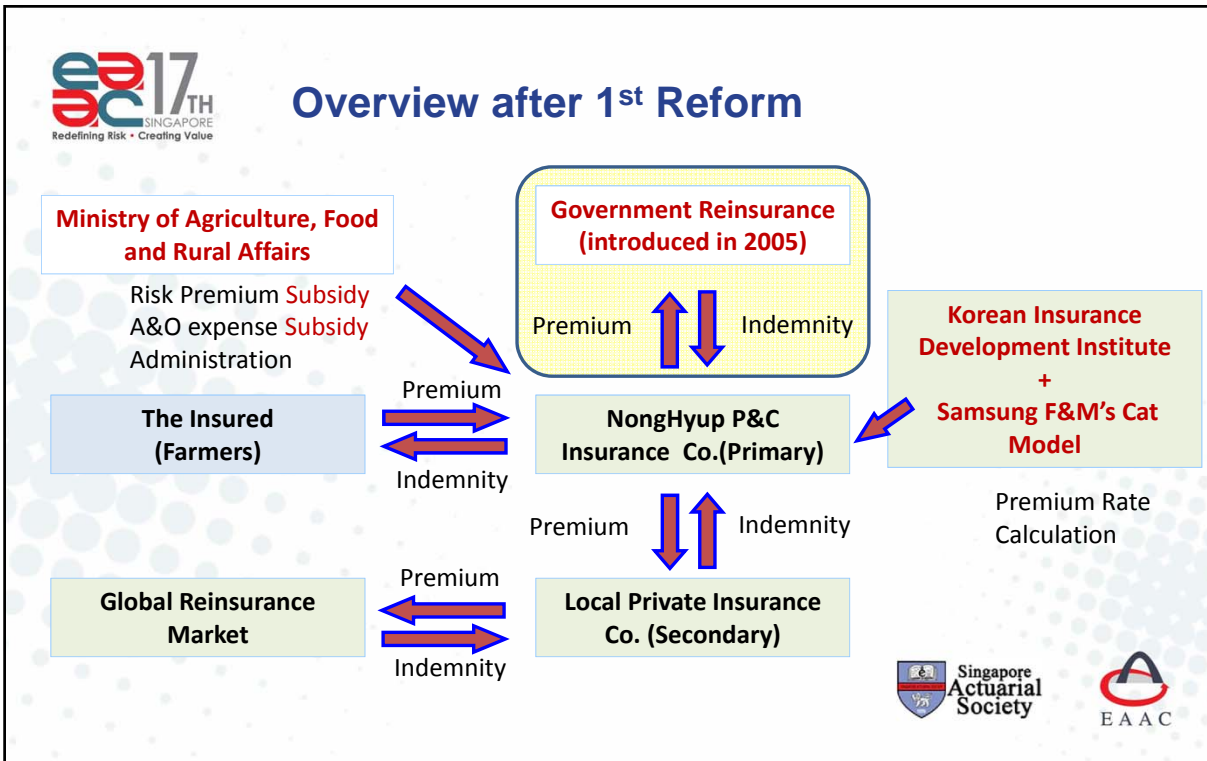 eaac 17TH
SINGAPORE
Redefining Risk • Creating Value
Overview after 1st Reform
Ministry of Agriculture, Food
and Rural Affairs
Risk Premium Subsidy
A&O expense Subsidy
Administration
Government Reinsurance
(introduced in 2005)
Premium
Indemnity
Korean Insurance
Development Institute
+
Samsung F&M's Cat
Model
Premium Rate
Calculation
Premium
The Insured
(Farmers)
Indemnity
NongHyup P&C
Insurance Co.(Primary)
Premium
Indemnity
Premium
Global Reinsurance
Market
Indemnity
Local Private Insurance
Co. (Secondary)
Singapore
Actuarial
Society
EAAC